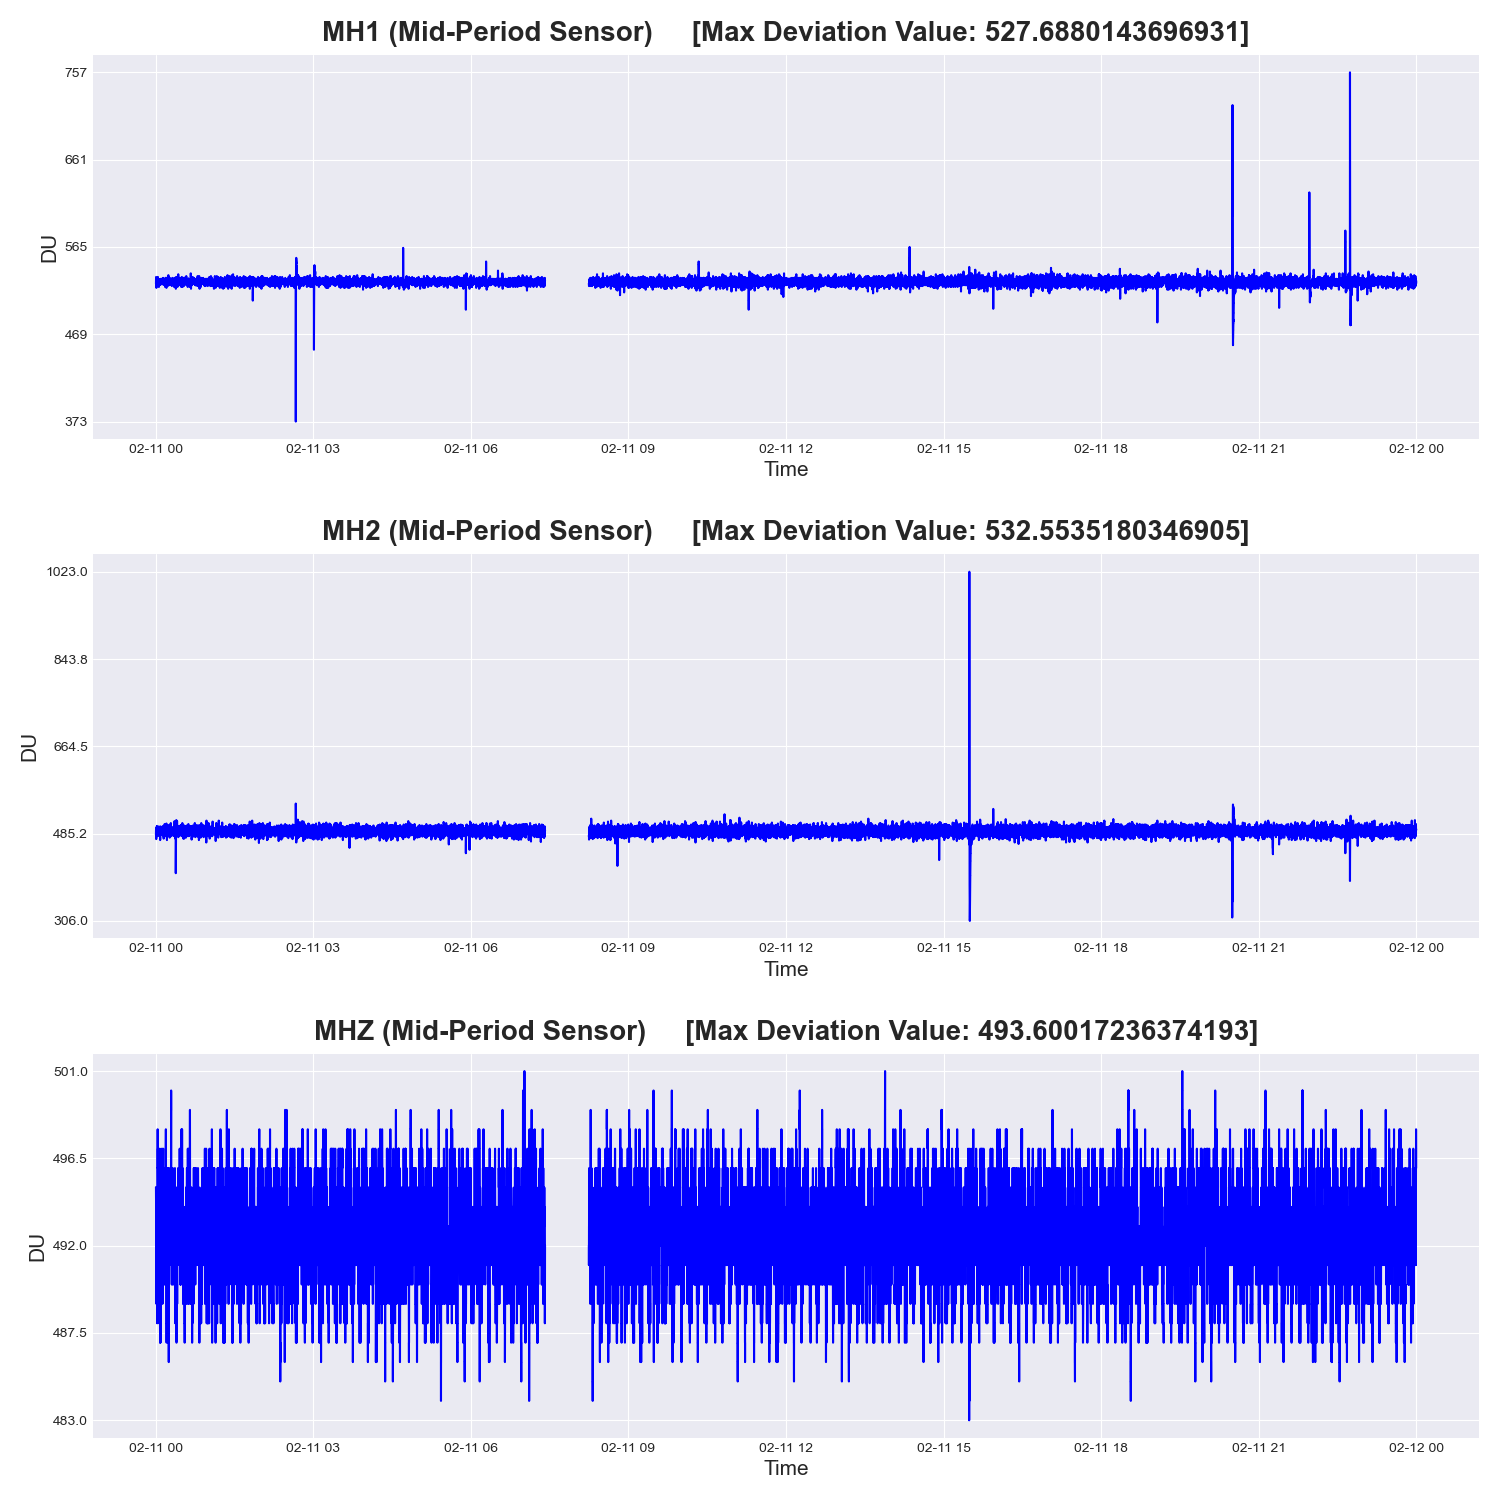 MH1 (Mid-Period Sensor) [Max Deviation Value: 527.6880143696931]
757
661
565
469
373
DU
02-11 00 02-11 03 02-11 06 02-11 09 02-11 12 02-11 15 02-11 18 02-11 21 02-12 00
Time
MH2 (Mid-Period Sensor) [Max Deviation Value: 532.5535180346905]
1023.0
843.8
664.5
485.2
306.0
DU
02-11 00 02-11 03 02-11 06 02-11 09 02-11 12 02-11 15 02-11 18 02-11 21 02-12 00
Time
MHZ (Mid-Period Sensor) [Max Deviation Value: 493.60017236374193]
501.0
496.5
492.0
487.5
483.0
DU
02-11 00 02-11 03 02-11 06 02-11 09 02-11 12 02-11 15 02-11 18 02-11 21 02-12 00
Time